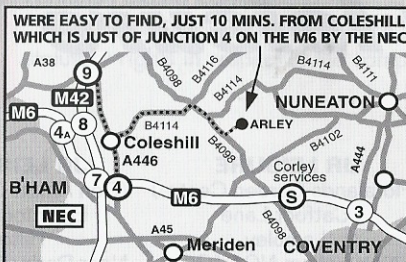 WERE EASY TO FIND, JUST 10 MINS. FROM COLESHILL
WHICH IS JUST OF JUNCTION 4 ON THE M6 BY THE NEC
A38
9
B4098
B4116
B4114
B4114
B4111
M42
M6
8
4A
NUNEATON
B4114
ARLEY
Coleshill
A446
B4098
B4102
A444
B'HAM
7
4
M6
Corley
services
S
3
NEC
A45
Meriden
B4098
COVENTRY